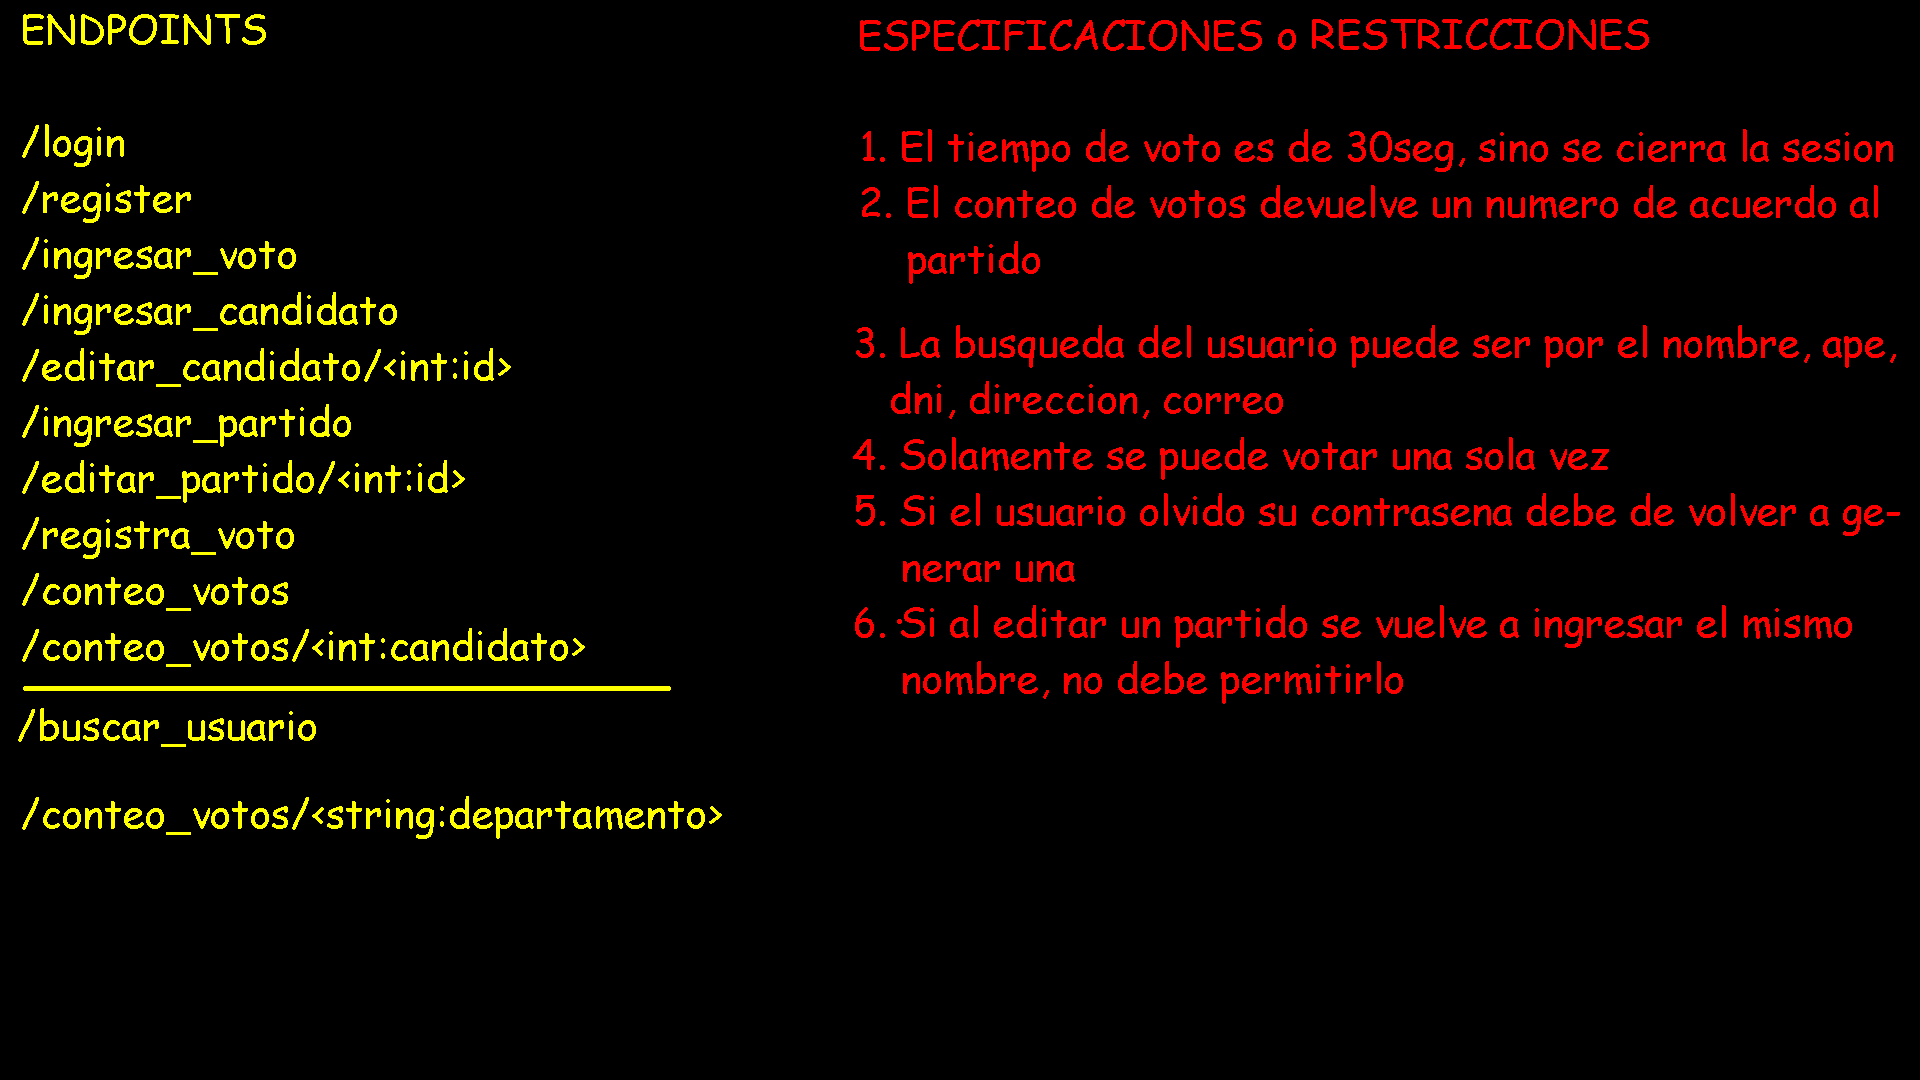 ENDPOINTS
/login
/register
/ingresar_voto
/ingresar_candidato
/editar_candidato/<int:id>
/ingresar_partido
/editar_partido/<int:id>
/registra_voto
/conteo_votos
/conteo_votos/<int:candidato>
/buscar_usuario
/conteo_votos/<string:departamento>
ESPECIFICACIONES o RESTRICCIONES
1. El tiempo de voto es de 30seg, sino se cierra la sesion
2. El conteo de votos devuelve un numero de acuerdo al
partido
3. La busqueda del usuario puede ser por el nombre, ape,
dni, direccion, correo
4. Solamente se puede votar una sola vez
5. Si el usuario olvido su contrasena debe de volver a ge-
nerar una
6. Si al editar un partido se vuelve a ingresar el mismo
nombre, no debe permitirlo